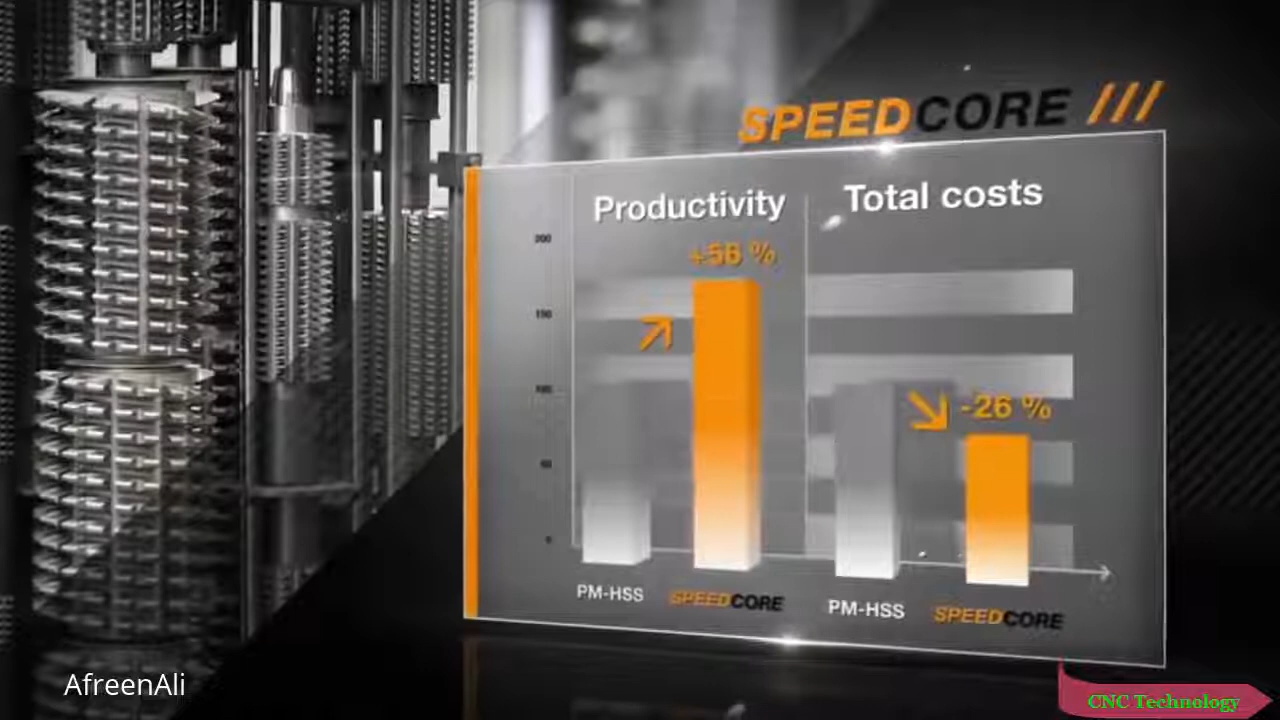 SPEEDCORE ///
Productivity
Total costs
200
150
100
50
0
-26 %
PM-HSS
SPEEDCORE
PM-HSS
SPEEDCORE
AfreenAli
CNC Technology